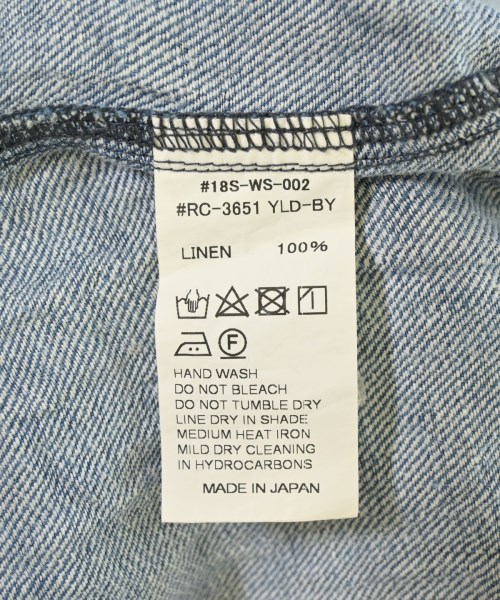 #18S-WS-002
#RC-3651 YLD-BY
LINEN 100%
F
HAND WASH
DO NOT BLEACH
DO NOT TUMBLE DRY
LINE DRY IN SHADE
MEDIUM HEAT IRON
MILD DRY CLEANING
IN HYDROCARBONS
MADE IN JAPAN